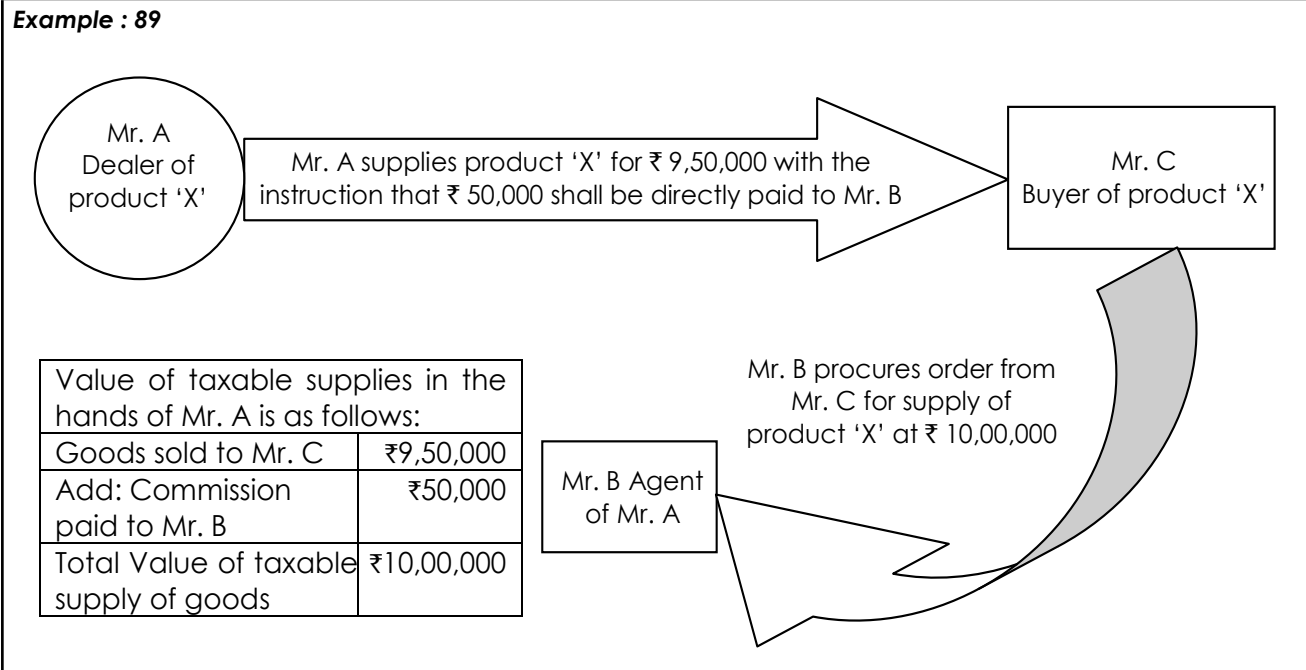 Example : 89
Mr. A
Dealer of
product ‘X’
Mr. A supplies product ‘X’ for ₹ 9,50,000 with the
instruction that ₹ 50,000 shall be directly paid to Mr. B
Mr. C
Buyer of product ‘X’
Value of taxable supplies in the
hands of Mr. A is as follows:
Goods sold to Mr. C ₹9,50,000
Add: Commission ₹50,000
paid to Mr. B
Total Value of taxable ₹10,00,000
supply of goods
Mr. B Agent
of Mr. A
Mr. B procures order from
Mr. C for supply of
product ‘X’ at ₹ 10,00,000